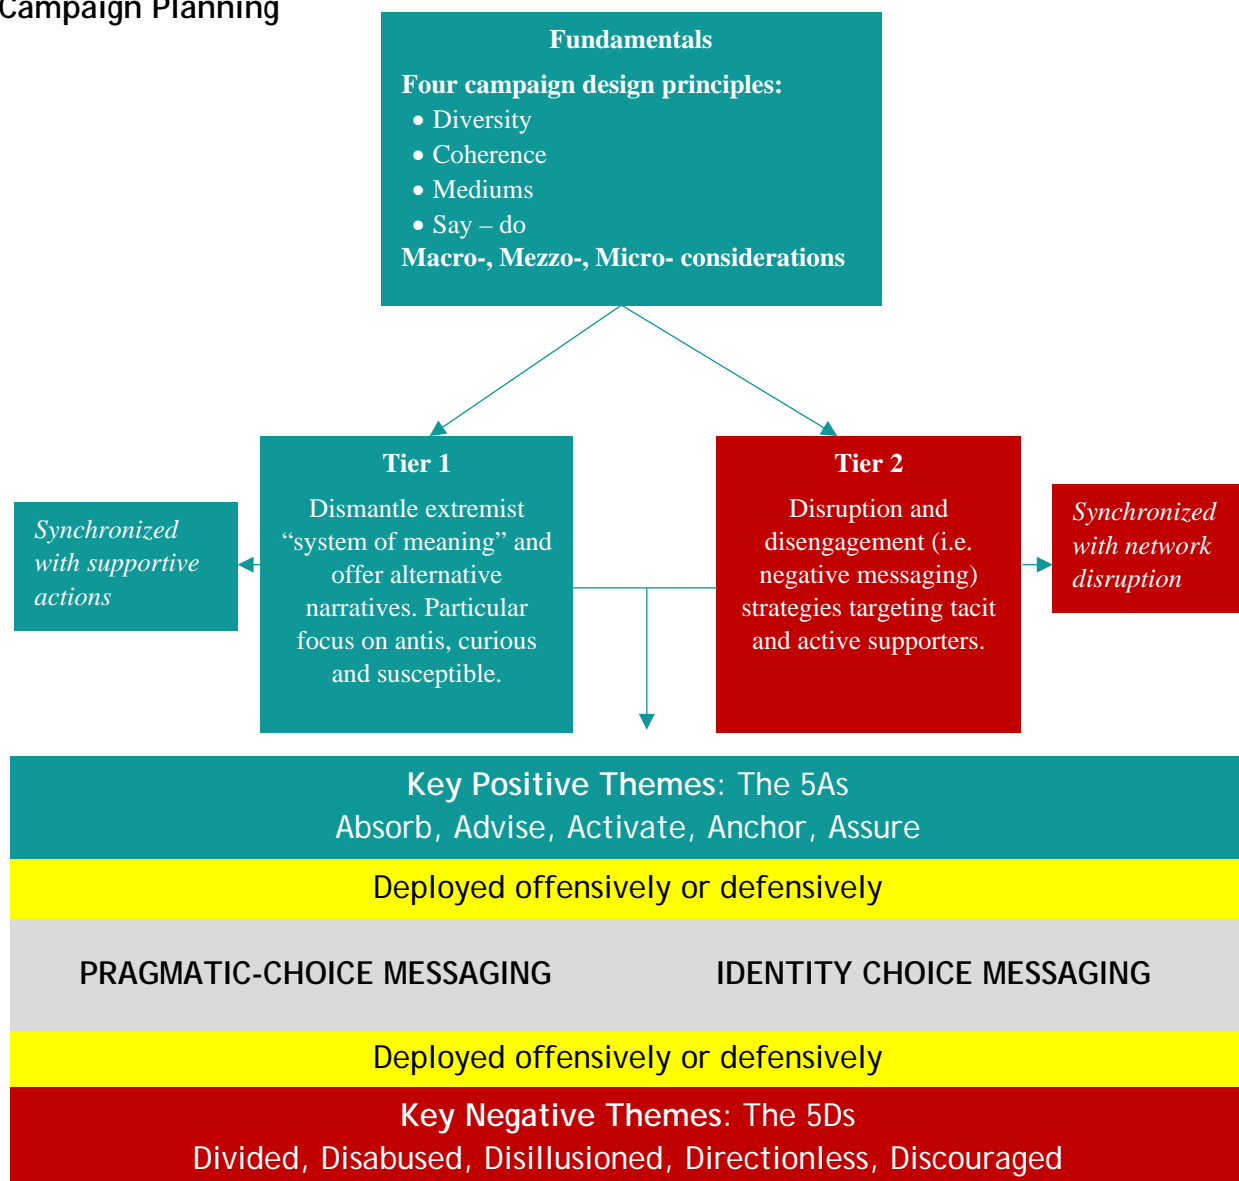 Campaign Planning
Fundamentals
Four campaign design principles:
• Diversity
• Coherence
• Mediums
• Say – do
Macro-, Mezzo-, Micro- considerations
Tier 1
Dismantle extremist
“system of meaning” and
offer alternative
narratives. Particular
focus on antis, curious
and susceptible.
Tier 2
Disruption and
disengagement (i.e.
negative messaging)
strategies targeting tacit
and active supporters.
Synchronized
with supportive
actions
Synchronized
with network
disruption
Key Positive Themes: The 5As
Absorb, Advise, Activate, Anchor, Assure
Deployed offensively or defensively
PRAGMATIC-CHOICE MESSAGING
IDENTITY CHOICE MESSAGING
Deployed offensively or defensively
Key Negative Themes: The 5Ds
Divided, Disabused, Disillusioned, Directionless, Discouraged